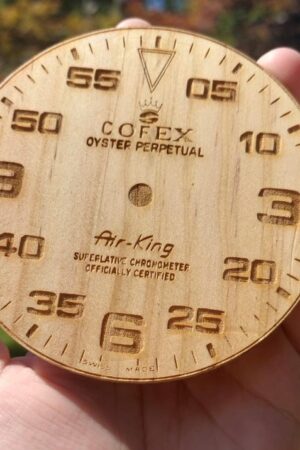 55 05
50 10
COFEX
OYSTER PERPETUAL
3
Air-King
SUPERLATIVE CHRONOMETER
OFFICIALLY CERTIFIED
40 20
35 25
6
SWISS MADE